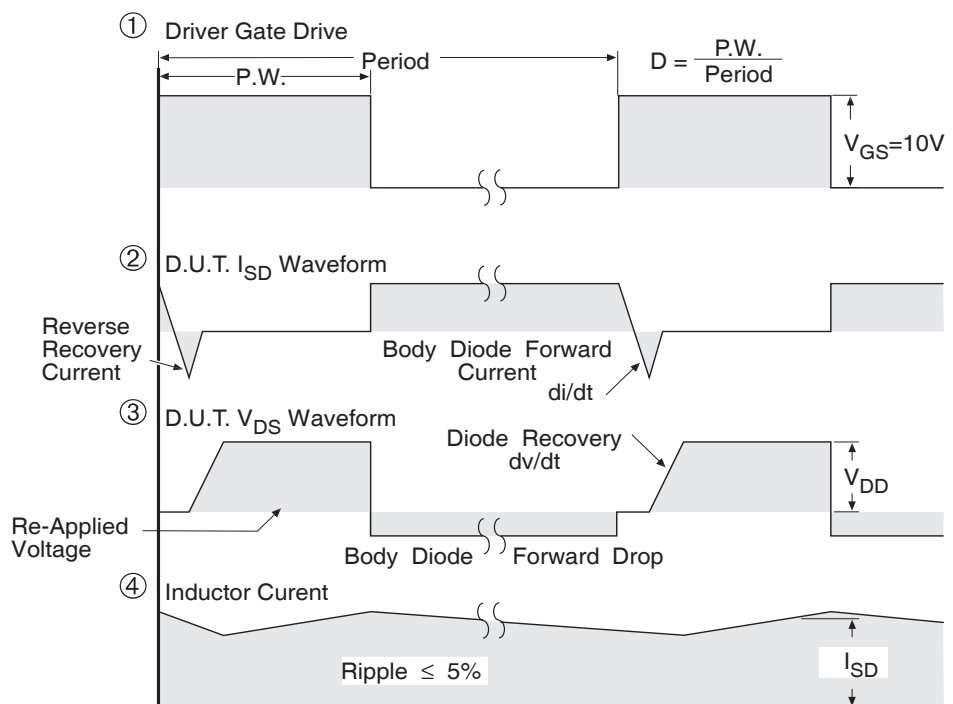 ① Driver Gate Drive
Period
P.W.
D = P.W.
Period
V_GS=10V
② D.U.T. I_SD Waveform
Reverse
Recovery
Current
Body Diode Forward
Current
di/dt
③ D.U.T. V_DS Waveform
Diode Recovery
dv/dt
V_DD
Re-Applied
Voltage
Body Diode Forward Drop
④ Inductor Curent
Ripple ≤ 5%
I_SD